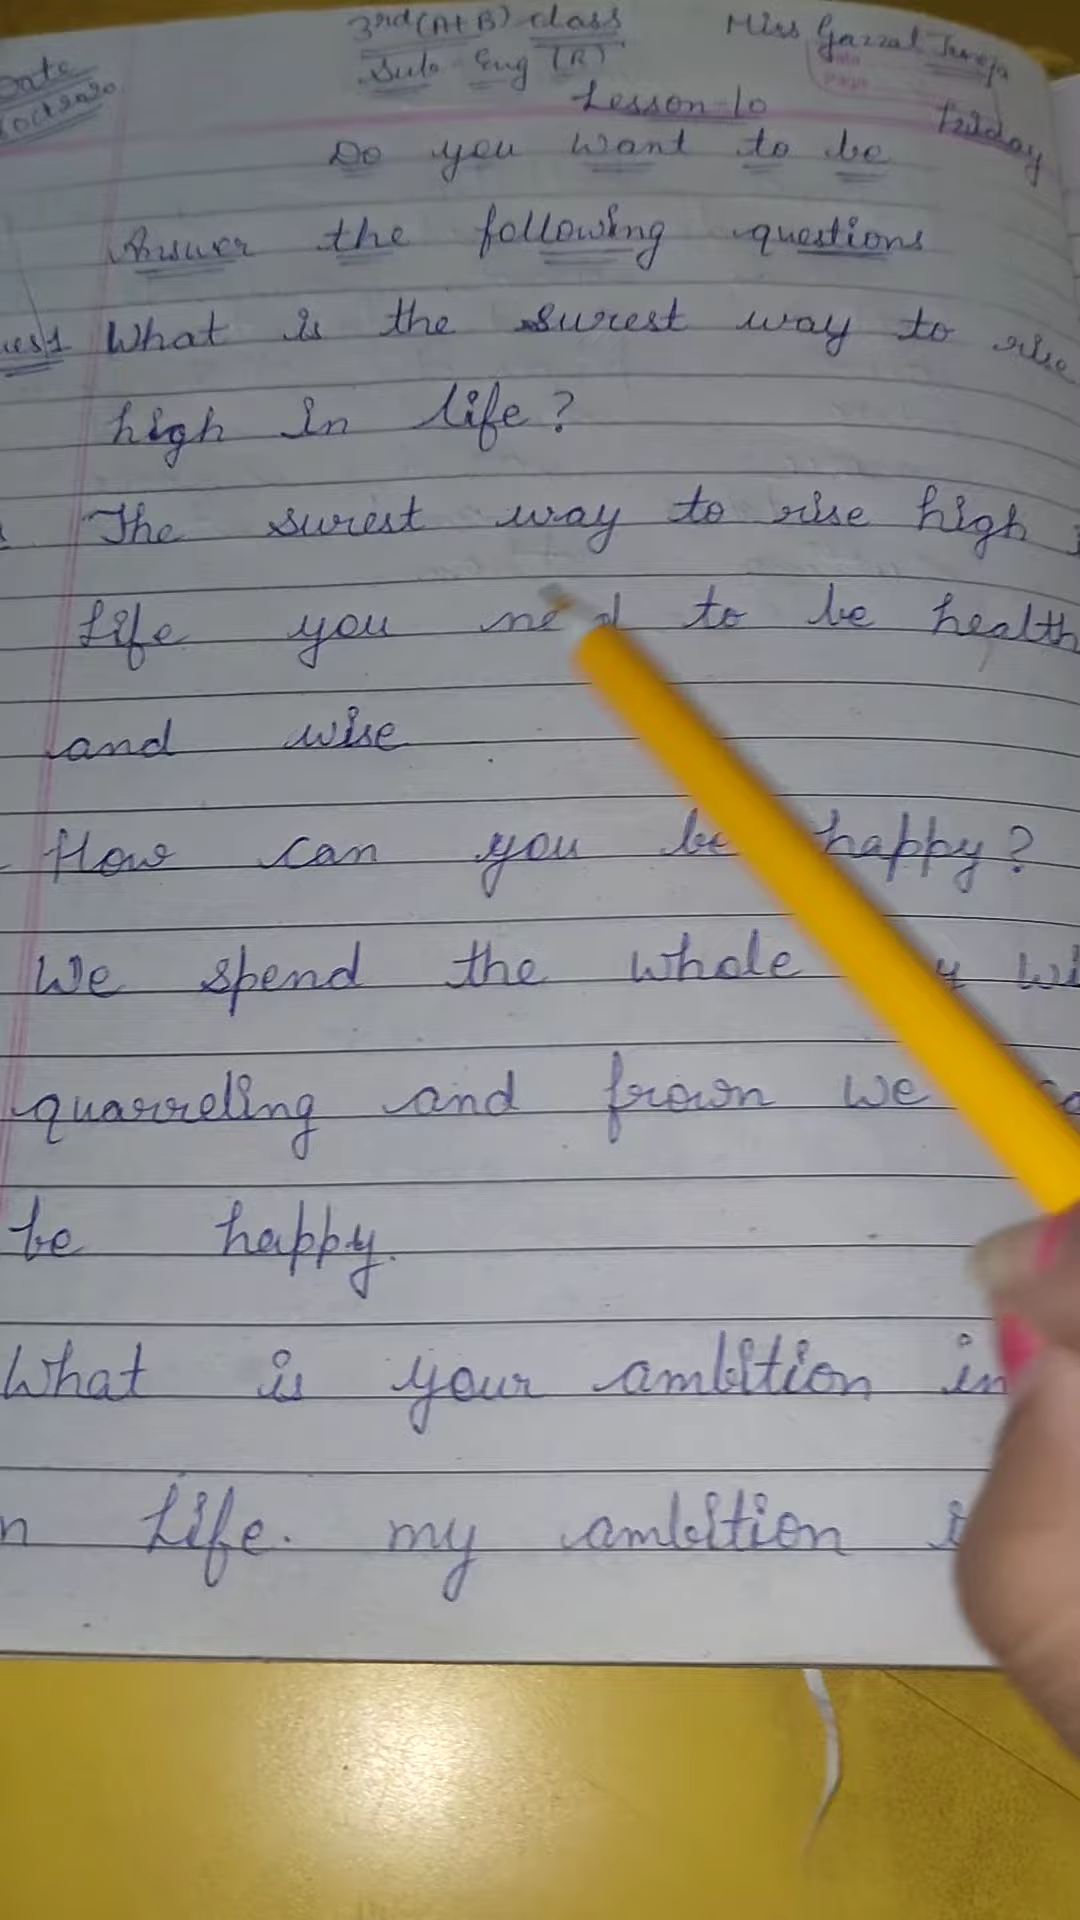 3rd (A+B) class
Miss Gazzal
Date
Sub Eng (R)
Lesson 10
Friday
Do you want to be
Answer the following questions
What is the surest way to rise
high in life?
The surest way to rise high
Life you to be health
and wise
How can you be happy?
We spend the whole
quarreling and frown we
be happy.
What is your ambition in
Life. my ambition